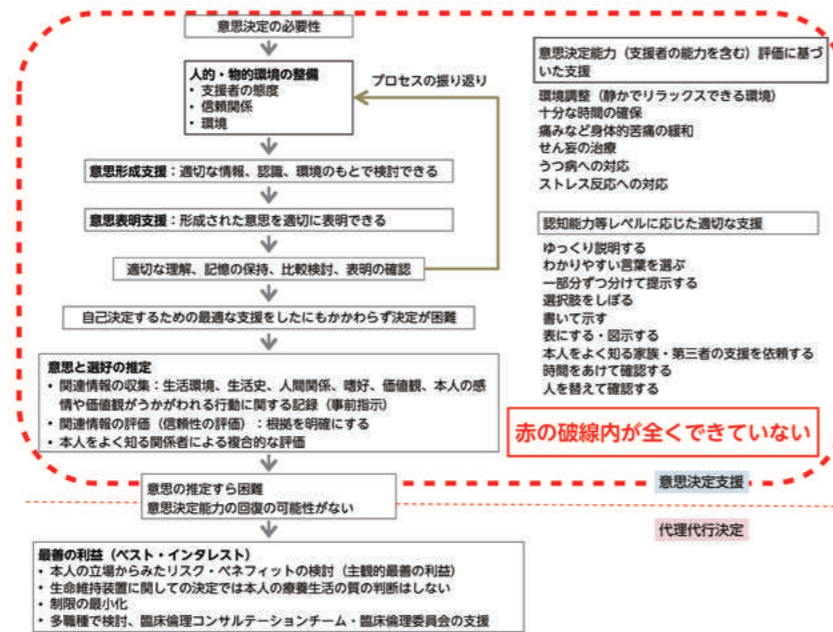 意思決定の必要性
人的・物的環境の整備
• 支援者の態度
• 信頼関係
• 環境
プロセスの振り返り
意思形成支援：適切な情報、認識、環境のもとで検討できる
意思表明支援：形成された意思を適切に表明できる
適切な理解、記憶の保持、比較検討、表明の確認
自己決定するための最適な支援をしたにもかかわらず決定が困難
意思と選好の推定
• 関連情報の収集：生活環境、生活史、人間関係、嗜好、価値観、本人の感
情や価値観がうかがわれる行動に関する記録（事前指示）
• 関連情報の評価（信頼性の評価）：根拠を明確にする
• 本人をよく知る関係者による複合的な評価
意思決定能力（支援者の能力を含む）評価に基づ
いた支援
環境調整（静かでリラックスできる環境）
十分な時間の確保
痛みなど身体的苦痛の緩和
せん妄の治療
うつ病への対応
ストレス反応への対応
認知能力等レベルに応じた適切な支援
ゆっくり説明する
わかりやすい言葉を選ぶ
一部分ずつ分けて提示する
選択肢をしぼる
書いて示す
表にする・図示する
本人をよく知る家族・第三者の支援を依頼する
時間をあけて確認する
人を替えて確認する
赤の破線内が全くできていない
意思決定支援
意思の推定すら困難
意思決定能力の回復の可能性がない
代理代行決定
最善の利益（ベスト・インタレスト）
• 本人の立場からみたリスク・ベネフィットの検討（主観的最善の利益）
• 生命維持装置に関しての決定では本人の療養生活の質の判断はしない
• 制限の最小化
• 多職種で検討、臨床倫理コンサルテーションチーム・臨床倫理委員会の支援